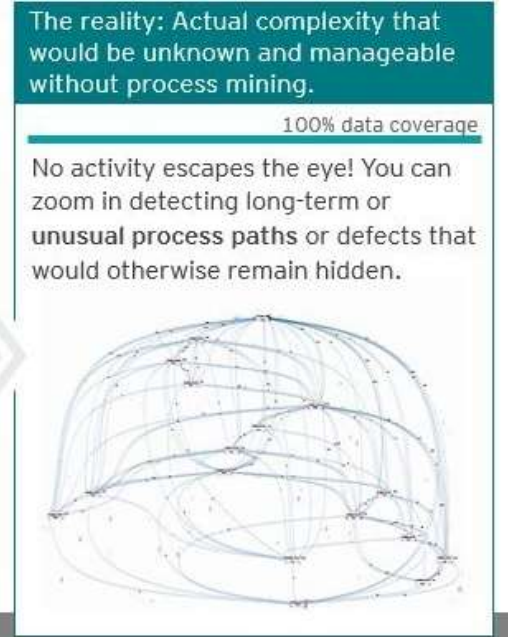 The reality: Actual complexity that
would be unknown and manageable
without process mining.
100% data coverage
No activity escapes the eye! You can
zoom in detecting long-term or
unusual process paths or defects that
would otherwise remain hidden.